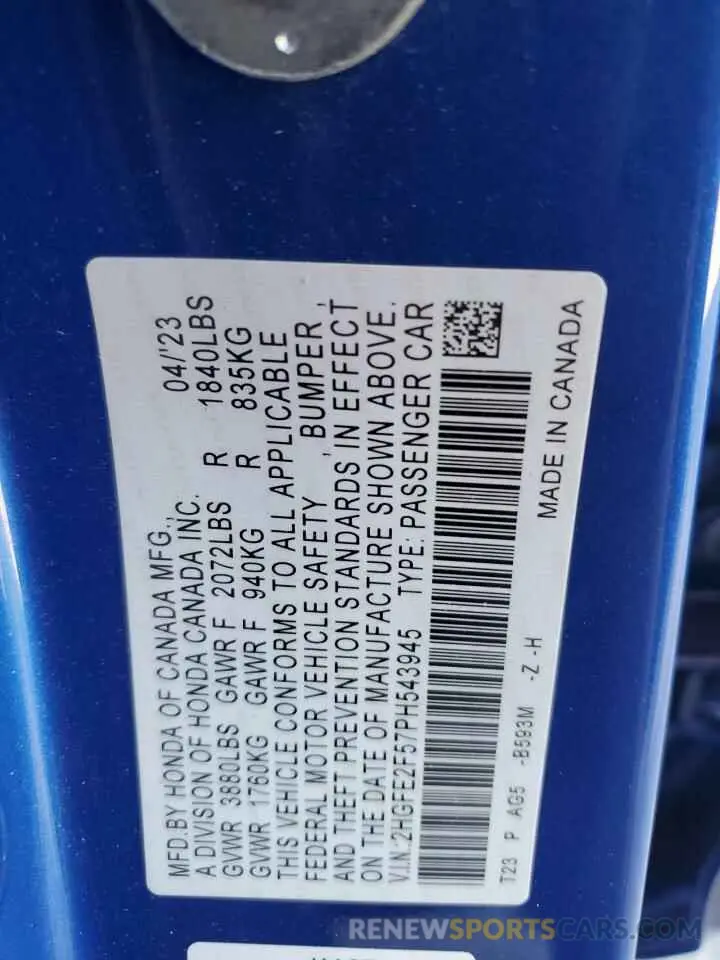 MFD.BY HONDA OF CANADA MFG., 04/'23
A DIVISION OF HONDA CANADA INC.
GVWR 3880LBS GAWR F 2072LBS R 1840LBS
GVWR 1760KG GAWR F 940KG R 835KG
THIS VEHICLE CONFORMS TO ALL APPLICABLE
FEDERAL MOTOR VEHICLE SAFETY , BUMPER ,
AND THEFT PREVENTION STANDARDS IN EFFECT
ON THE DATE OF MANUFACTURE SHOWN ABOVE.
V.I.N.:2HGFE2F57PH543945 TYPE: PASSENGER CAR
T23 P AG5 -B593M -Z -H
MADE IN CANADA
RENEWSPORTSCARS.COM